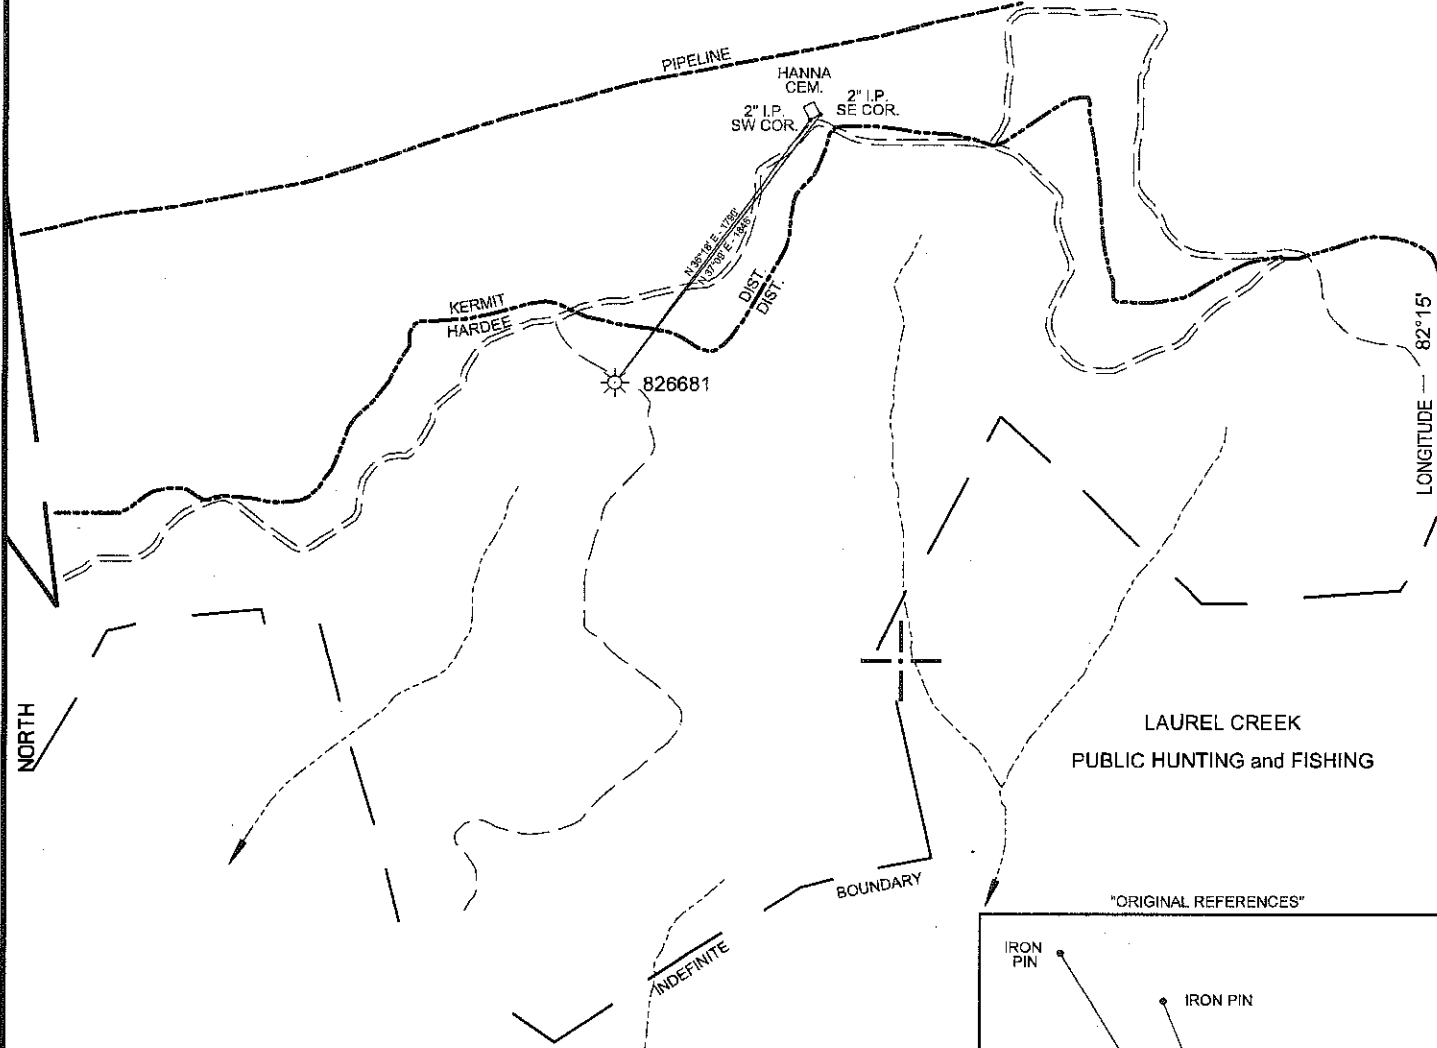 PIPELINE
HANNA
CEM.
2" I.P.
SW COR.
2" I.P.
SE COR.
N 36°18' E - 1790'
N 37°09' E - 1846'
DIST.
DIST.
KERMIT
HARDEE
826681
LONGITUDE — 82°15'
NORTH
LAUREL CREEK
PUBLIC HUNTING and FISHING
BOUNDARY
INDEFINITE
"ORIGINAL REFERENCES"
IRON
PIN
IRON PIN